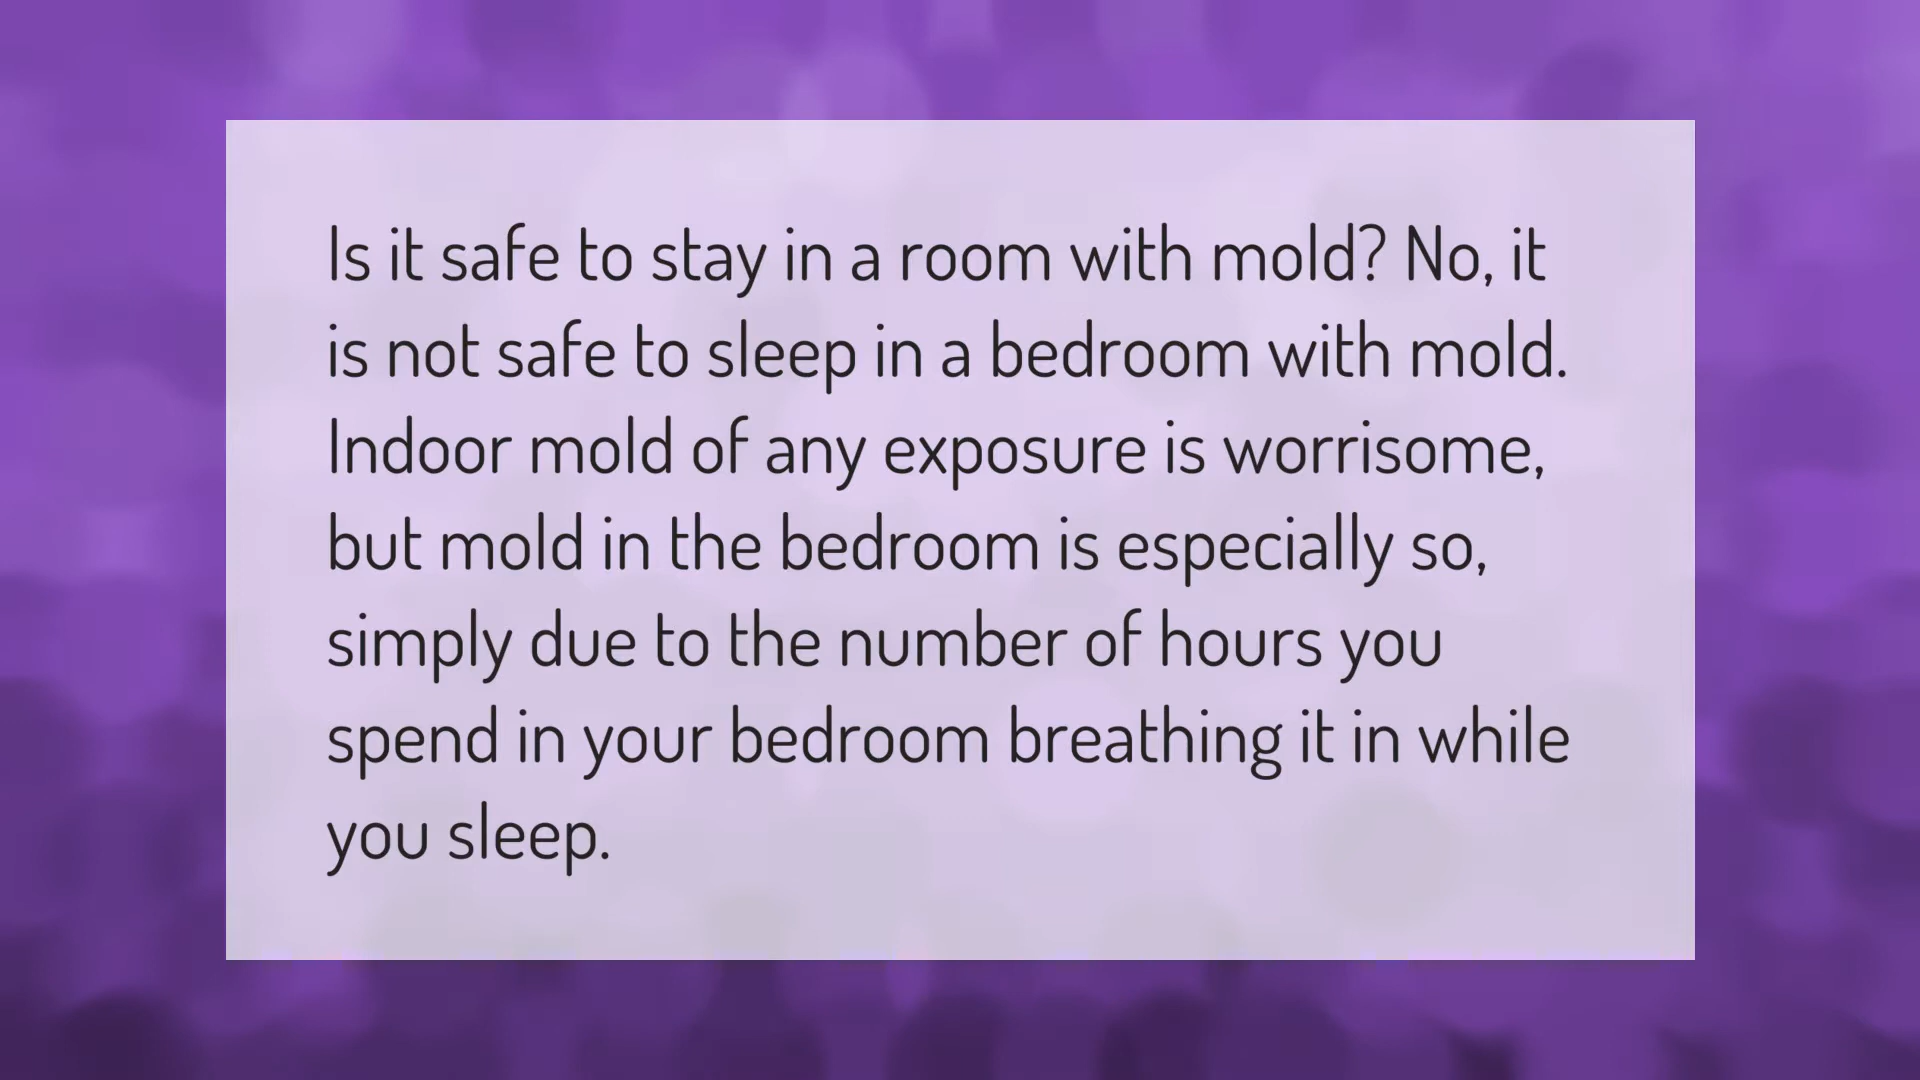 Is it safe to stay in a room with mold? No, it
is not safe to sleep in a bedroom with mold.
Indoor mold of any exposure is worrisome,
but mold in the bedroom is especially so,
simply due to the number of hours you
spend in your bedroom breathing it in while
you sleep.